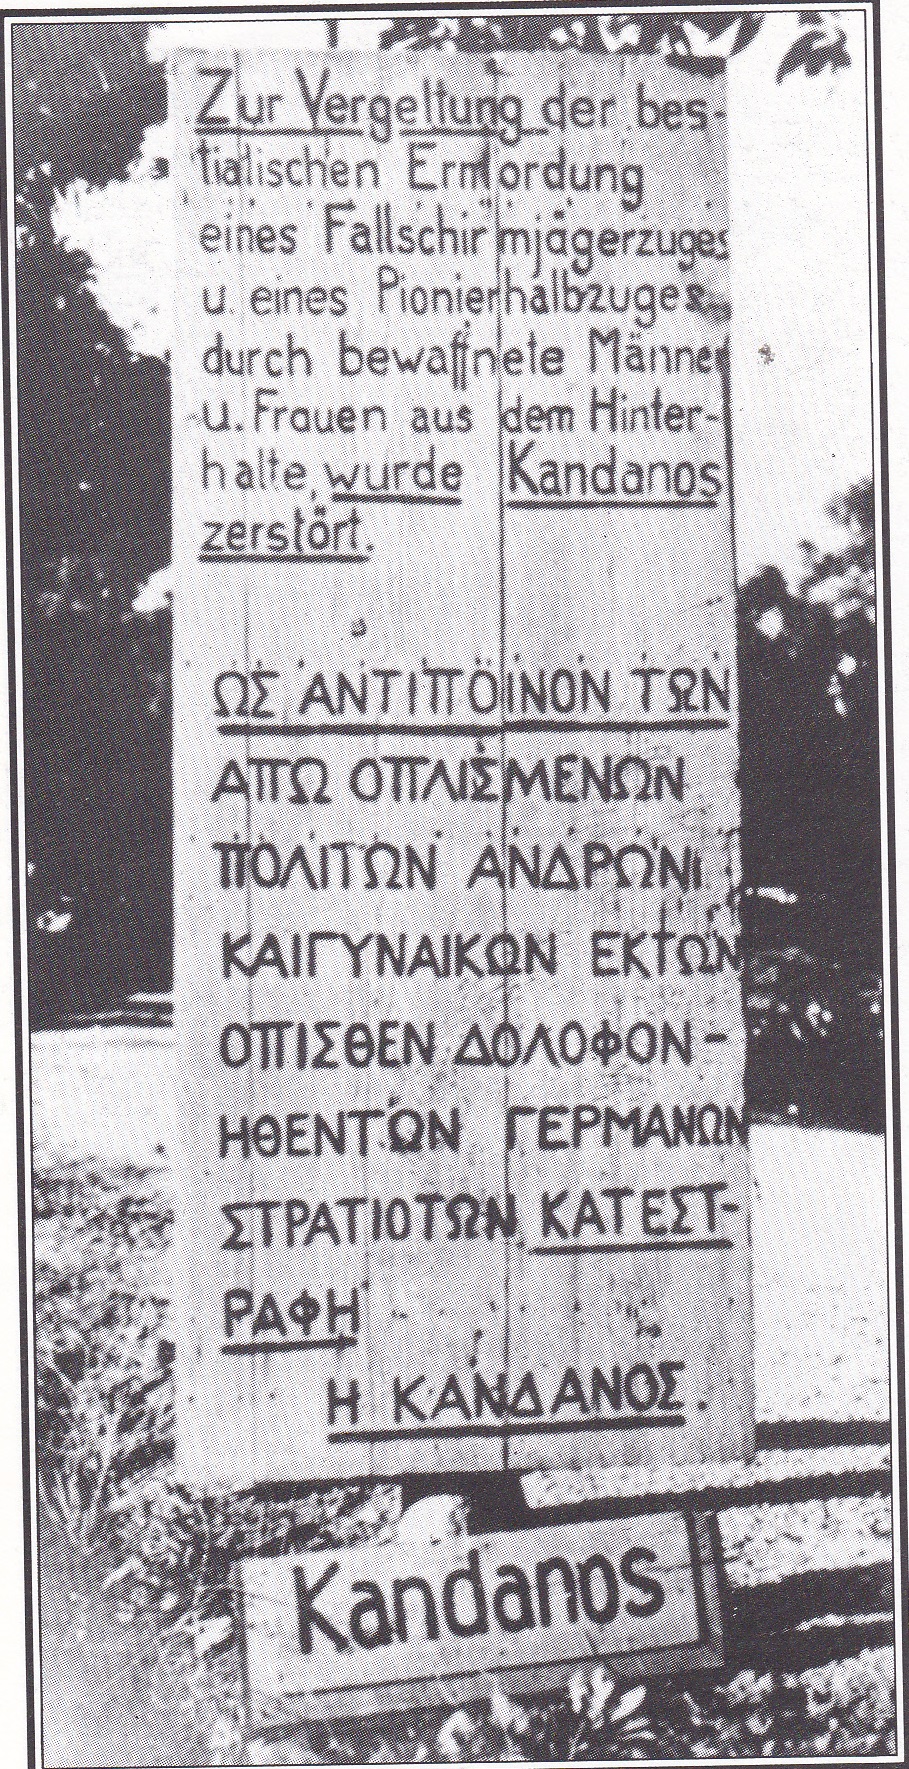 Zur Vergeltung der bes-
tialischen Ermordung
eines Fallschirmjägerzuges
u. eines Pionierhalbzuges
durch bewaffnete Männer
u. Frauen aus dem Hinter-
halte, wurde Kandanos
zerstört.
ΩΣ ΑΝΤΙΠΟΙΝΟΝ ΤΩΝ
ΑΠΩ ΟΠΛΙΣΜΕΝΩΝ
ΠΟΛΙΤΩΝ ΑΝΔΡΩΝ
ΚΑΙΓΥΝΑΙΚΩΝ ΕΚΤΩΝ
ΟΠΙΣΘΕΝ ΔΟΛΟΦΟΝ-
ΗΘΕΝΤΩΝ ΓΕΡΜΑΝΩΝ
ΣΤΡΑΤΙΟΤΩΝ ΚΑΤΕΣΤ-
ΡΑΦΗ
Η ΚΑΝΔΑΝΟΣ.
Kandanos